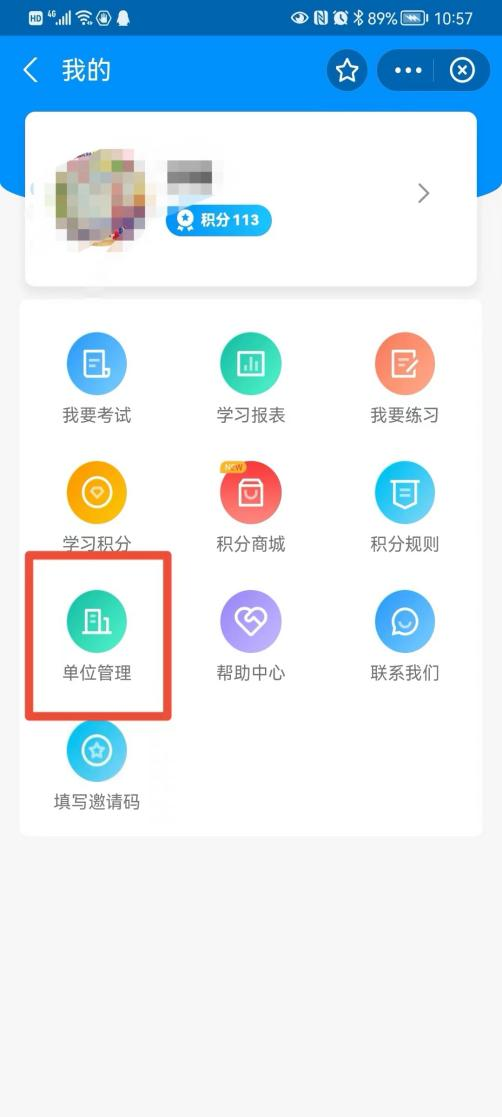 HD 4G 89% 10:57
我的
积分 113
我要考试 学习报表 我要练习
NEW
学习积分 积分商城 积分规则
单位管理 帮助中心 联系我们
填写邀请码